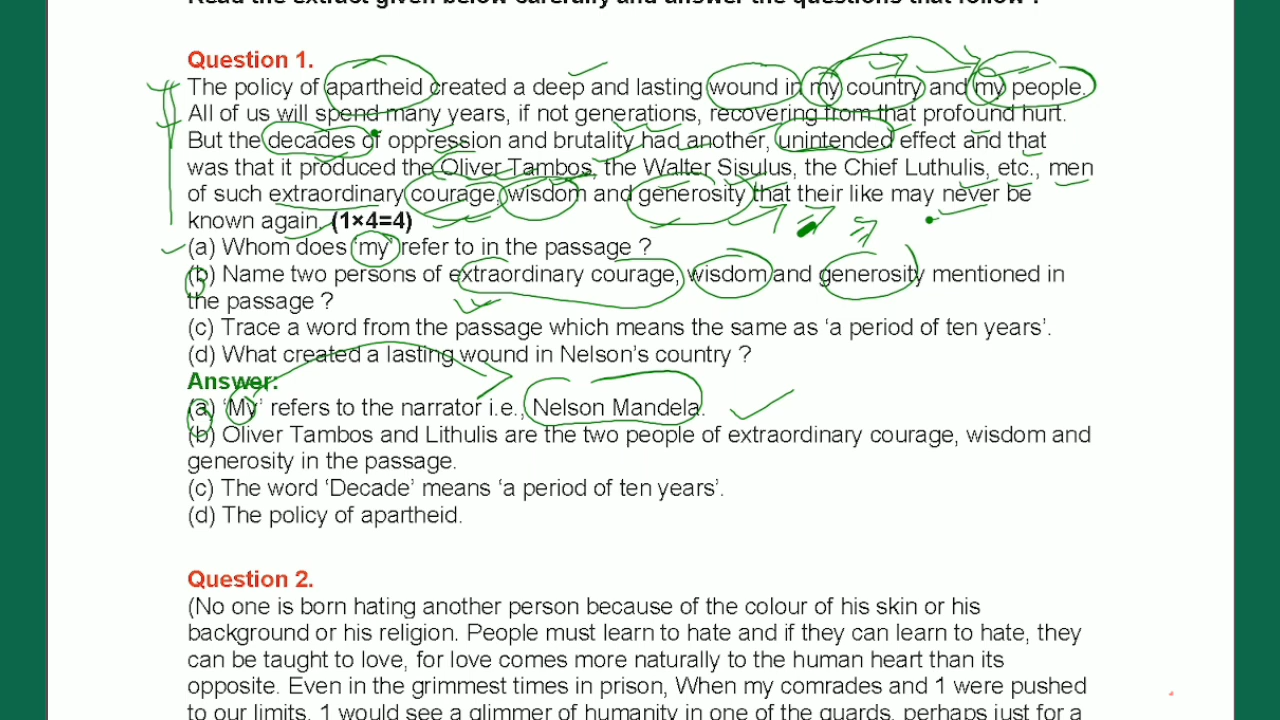 Read the extract given below carefully and answer the questions that follow :
Question 1.
The policy of apartheid created a deep and lasting wound in my country and my people.
All of us will spend many years, if not generations, recovering from that profound hurt.
But the decades of oppression and brutality had another, unintended effect and that
was that it produced the Oliver Tambos, the Walter Sisulus, the Chief Luthulis, etc., men
of such extraordinary courage, wisdom and generosity that their like may never be
known again. (1×4=4)
(a) Whom does ‘my’ refer to in the passage ?
(b) Name two persons of extraordinary courage, wisdom and generosity mentioned in
the passage ?
(c) Trace a word from the passage which means the same as ‘a period of ten years’.
(d) What created a lasting wound in Nelson’s country ?
Answer:
(a) ‘My’ refers to the narrator i.e., Nelson Mandela.
(b) Oliver Tambos and Lithulis are the two people of extraordinary courage, wisdom and
generosity in the passage.
(c) The word ‘Decade’ means ‘a period of ten years’.
(d) The policy of apartheid.
Question 2.
(No one is born hating another person because of the colour of his skin or his
background or his religion. People must learn to hate and if they can learn to hate, they
can be taught to love, for love comes more naturally to the human heart than its
opposite. Even in the grimmest times in prison, When my comrades and 1 were pushed
to our limits, 1 would see a glimmer of humanity in one of the guards, perhaps just for a